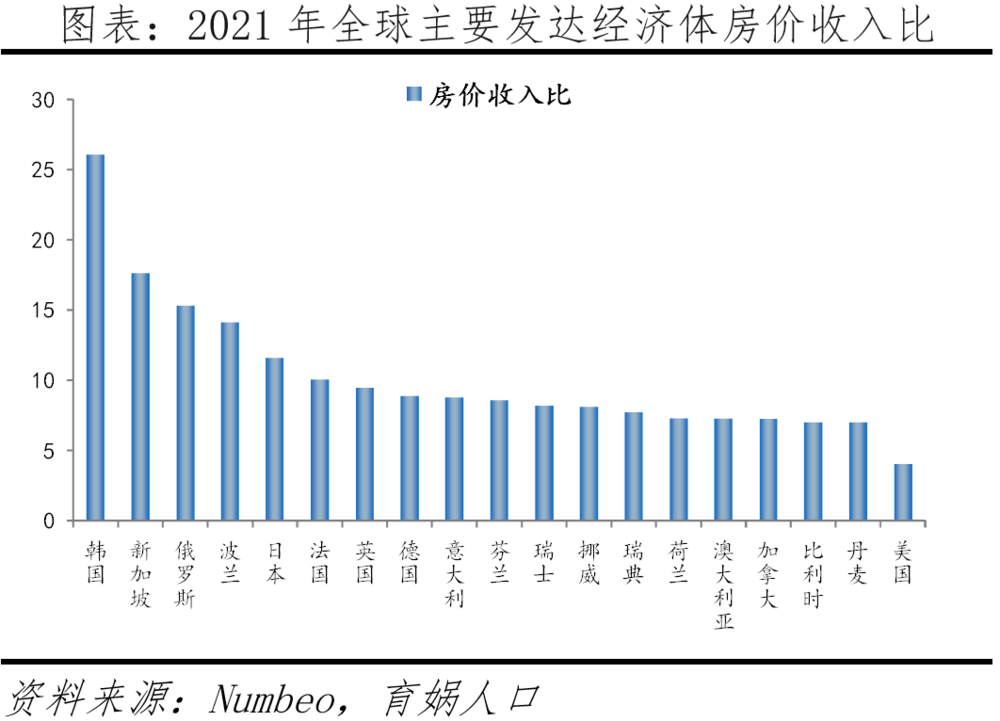 图表：2021 年全球主要发达经济体房价收入比
房价收入比
30
25
20
15
10
5
0
韩国
新加坡
俄罗斯
波兰
日本
法国
英国
德国
意大利
芬兰
瑞士
挪威
瑞典
荷兰
澳大利亚
加拿大
比利时
丹麦
美国
资料来源：Numbeo，育娲人口